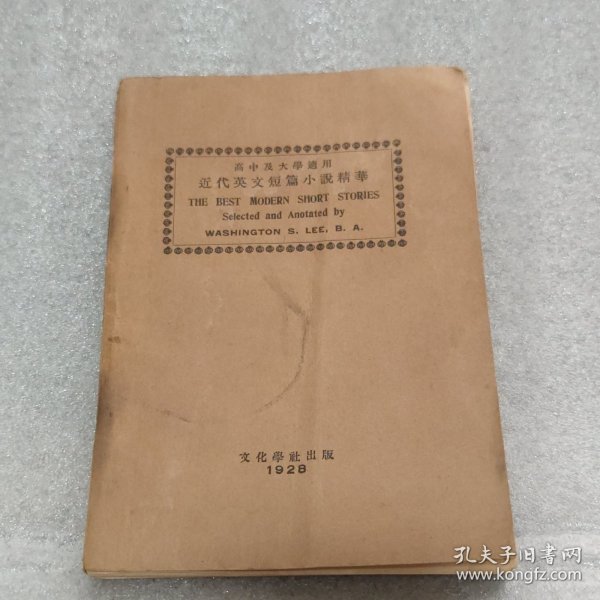 高中及大學適用
近代英文短篇小說精華
THE BEST MODERN SHORT STORIES
Selected and Anotated by
WASHINGTON S. LEE, B. A.
文化學社出版
1928
孔夫子旧书网
www.kongfz.com